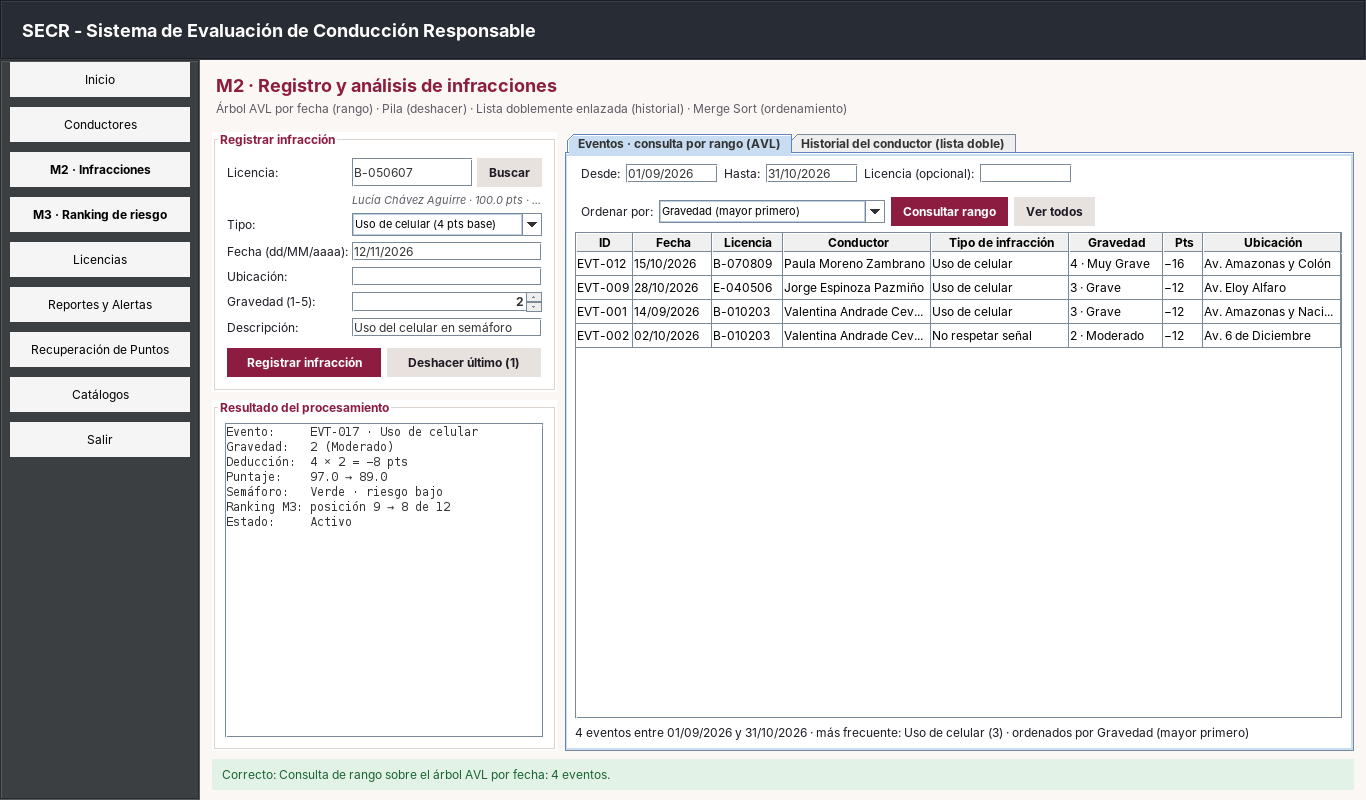 SECR - Sistema de Evaluación de Conducción Responsable
Inicio
Conductores
M2 · Infracciones
M3 · Ranking de riesgo
Licencias
Reportes y Alertas
Recuperación de Puntos
Catálogos
Salir
M2 · Registro y análisis de infracciones
Árbol AVL por fecha (rango) · Pila (deshacer) · Lista doblemente enlazada (historial) · Merge Sort (ordenamiento)
Registrar infracción
Licencia: B-050607 Buscar
Lucía Chávez Aguirre · 100.0 pts · ...
Tipo: Uso de celular (4 pts base)
Fecha (dd/MM/aaaa): 12/11/2026
Ubicación:
Gravedad (1-5): 2
Descripción: Uso del celular en semáforo
Registrar infracción Deshacer último (1)
Resultado del procesamiento
Evento: EVT-017 · Uso de celular
Gravedad: 2 (Moderado)
Deducción: 4 × 2 = −8 pts
Puntaje: 97.0 → 89.0
Semáforo: Verde · riesgo bajo
Ranking M3: posición 9 → 8 de 12
Estado: Activo
Eventos · consulta por rango (AVL) Historial del conductor (lista doble)
Desde: 01/09/2026 Hasta: 31/10/2026 Licencia (opcional):
Ordenar por: Gravedad (mayor primero) Consultar rango Ver todos
ID Fecha Licencia Conductor Tipo de infracción Gravedad Pts Ubicación
EVT-012 15/10/2026 B-070809 Paula Moreno Zambrano Uso de celular 4 · Muy Grave −16 Av. Amazonas y Colón
EVT-009 28/10/2026 E-040506 Jorge Espinoza Pazmiño Uso de celular 3 · Grave −12 Av. Eloy Alfaro
EVT-001 14/09/2026 B-010203 Valentina Andrade Cev... Uso de celular 3 · Grave −12 Av. Amazonas y Naci...
EVT-002 02/10/2026 B-010203 Valentina Andrade Cev... No respetar señal 2 · Moderado −12 Av. 6 de Diciembre
4 eventos entre 01/09/2026 y 31/10/2026 · más frecuente: Uso de celular (3) · ordenados por Gravedad (mayor primero)
Correcto: Consulta de rango sobre el árbol AVL por fecha: 4 eventos.